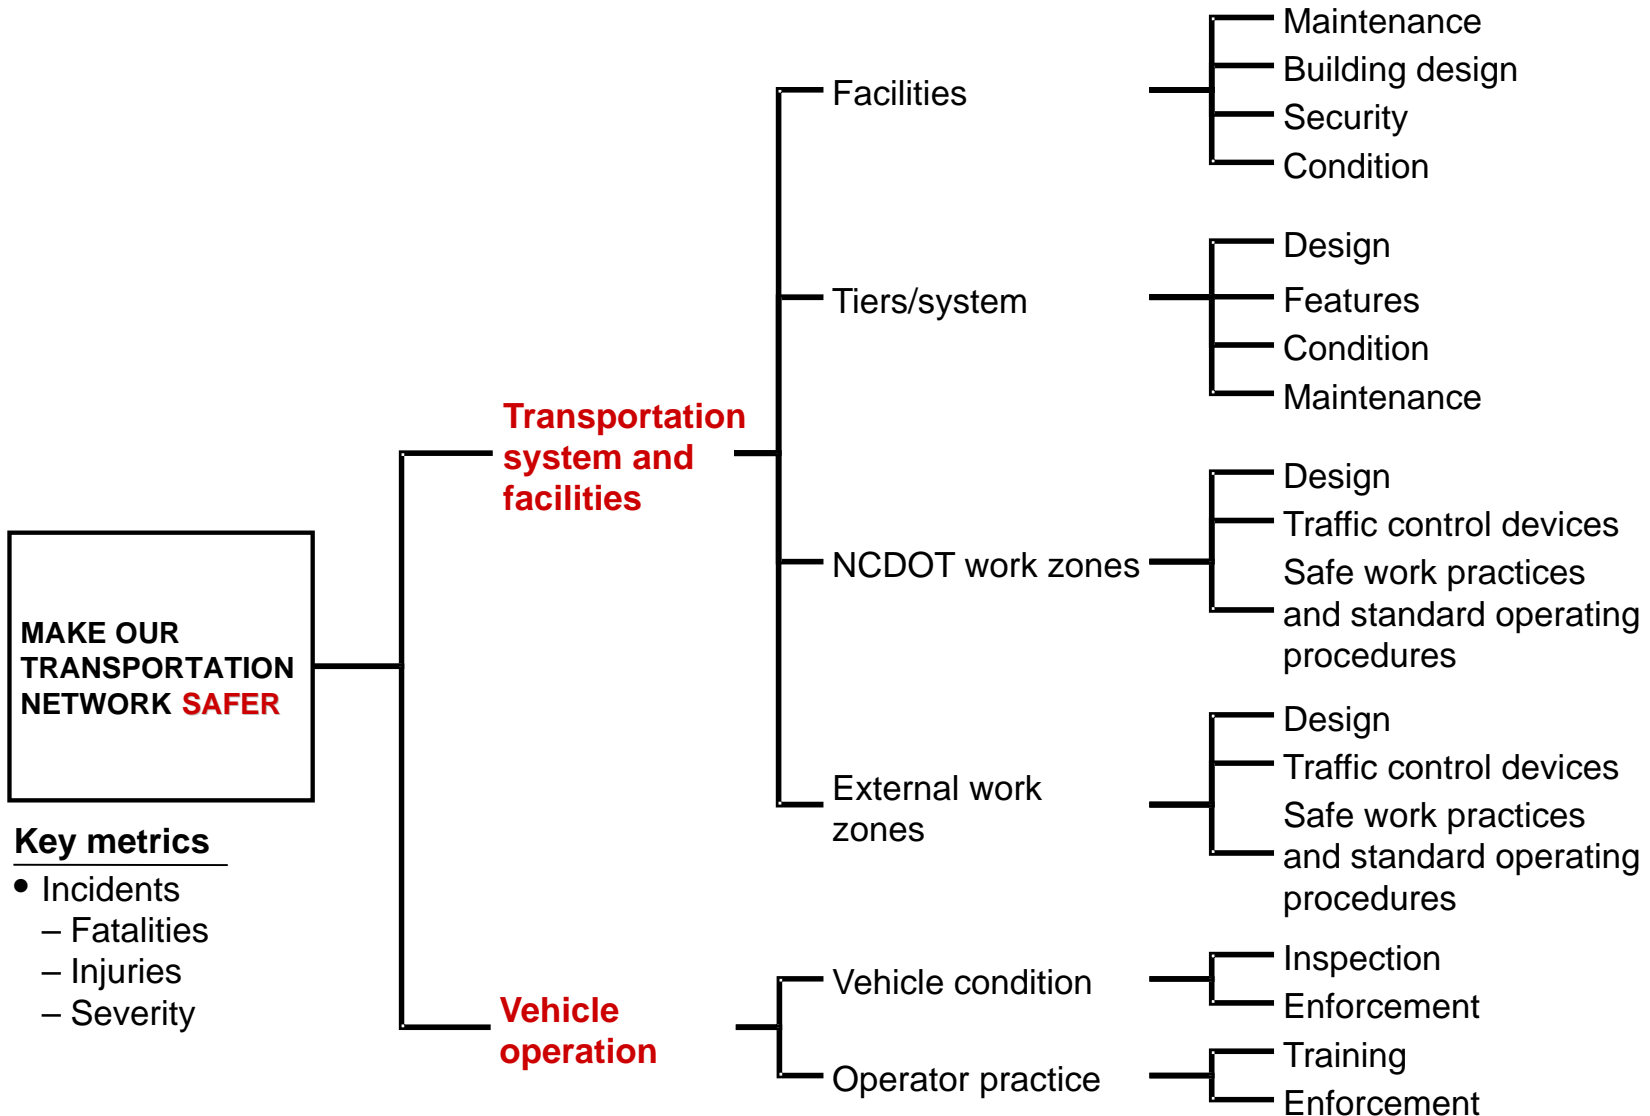 MAKE OUR
TRANSPORTATION
NETWORK SAFER
Key metrics
• Incidents
– Fatalities
– Injuries
– Severity
Transportation
system and
facilities
Facilities
Maintenance
Building design
Security
Condition
Tiers/system
Design
Features
Condition
Maintenance
NCDOT work zones
Design
Traffic control devices
Safe work practices
and standard operating
procedures
External work
zones
Design
Traffic control devices
Safe work practices
and standard operating
procedures
Vehicle
operation
Vehicle condition
Inspection
Enforcement
Operator practice
Training
Enforcement